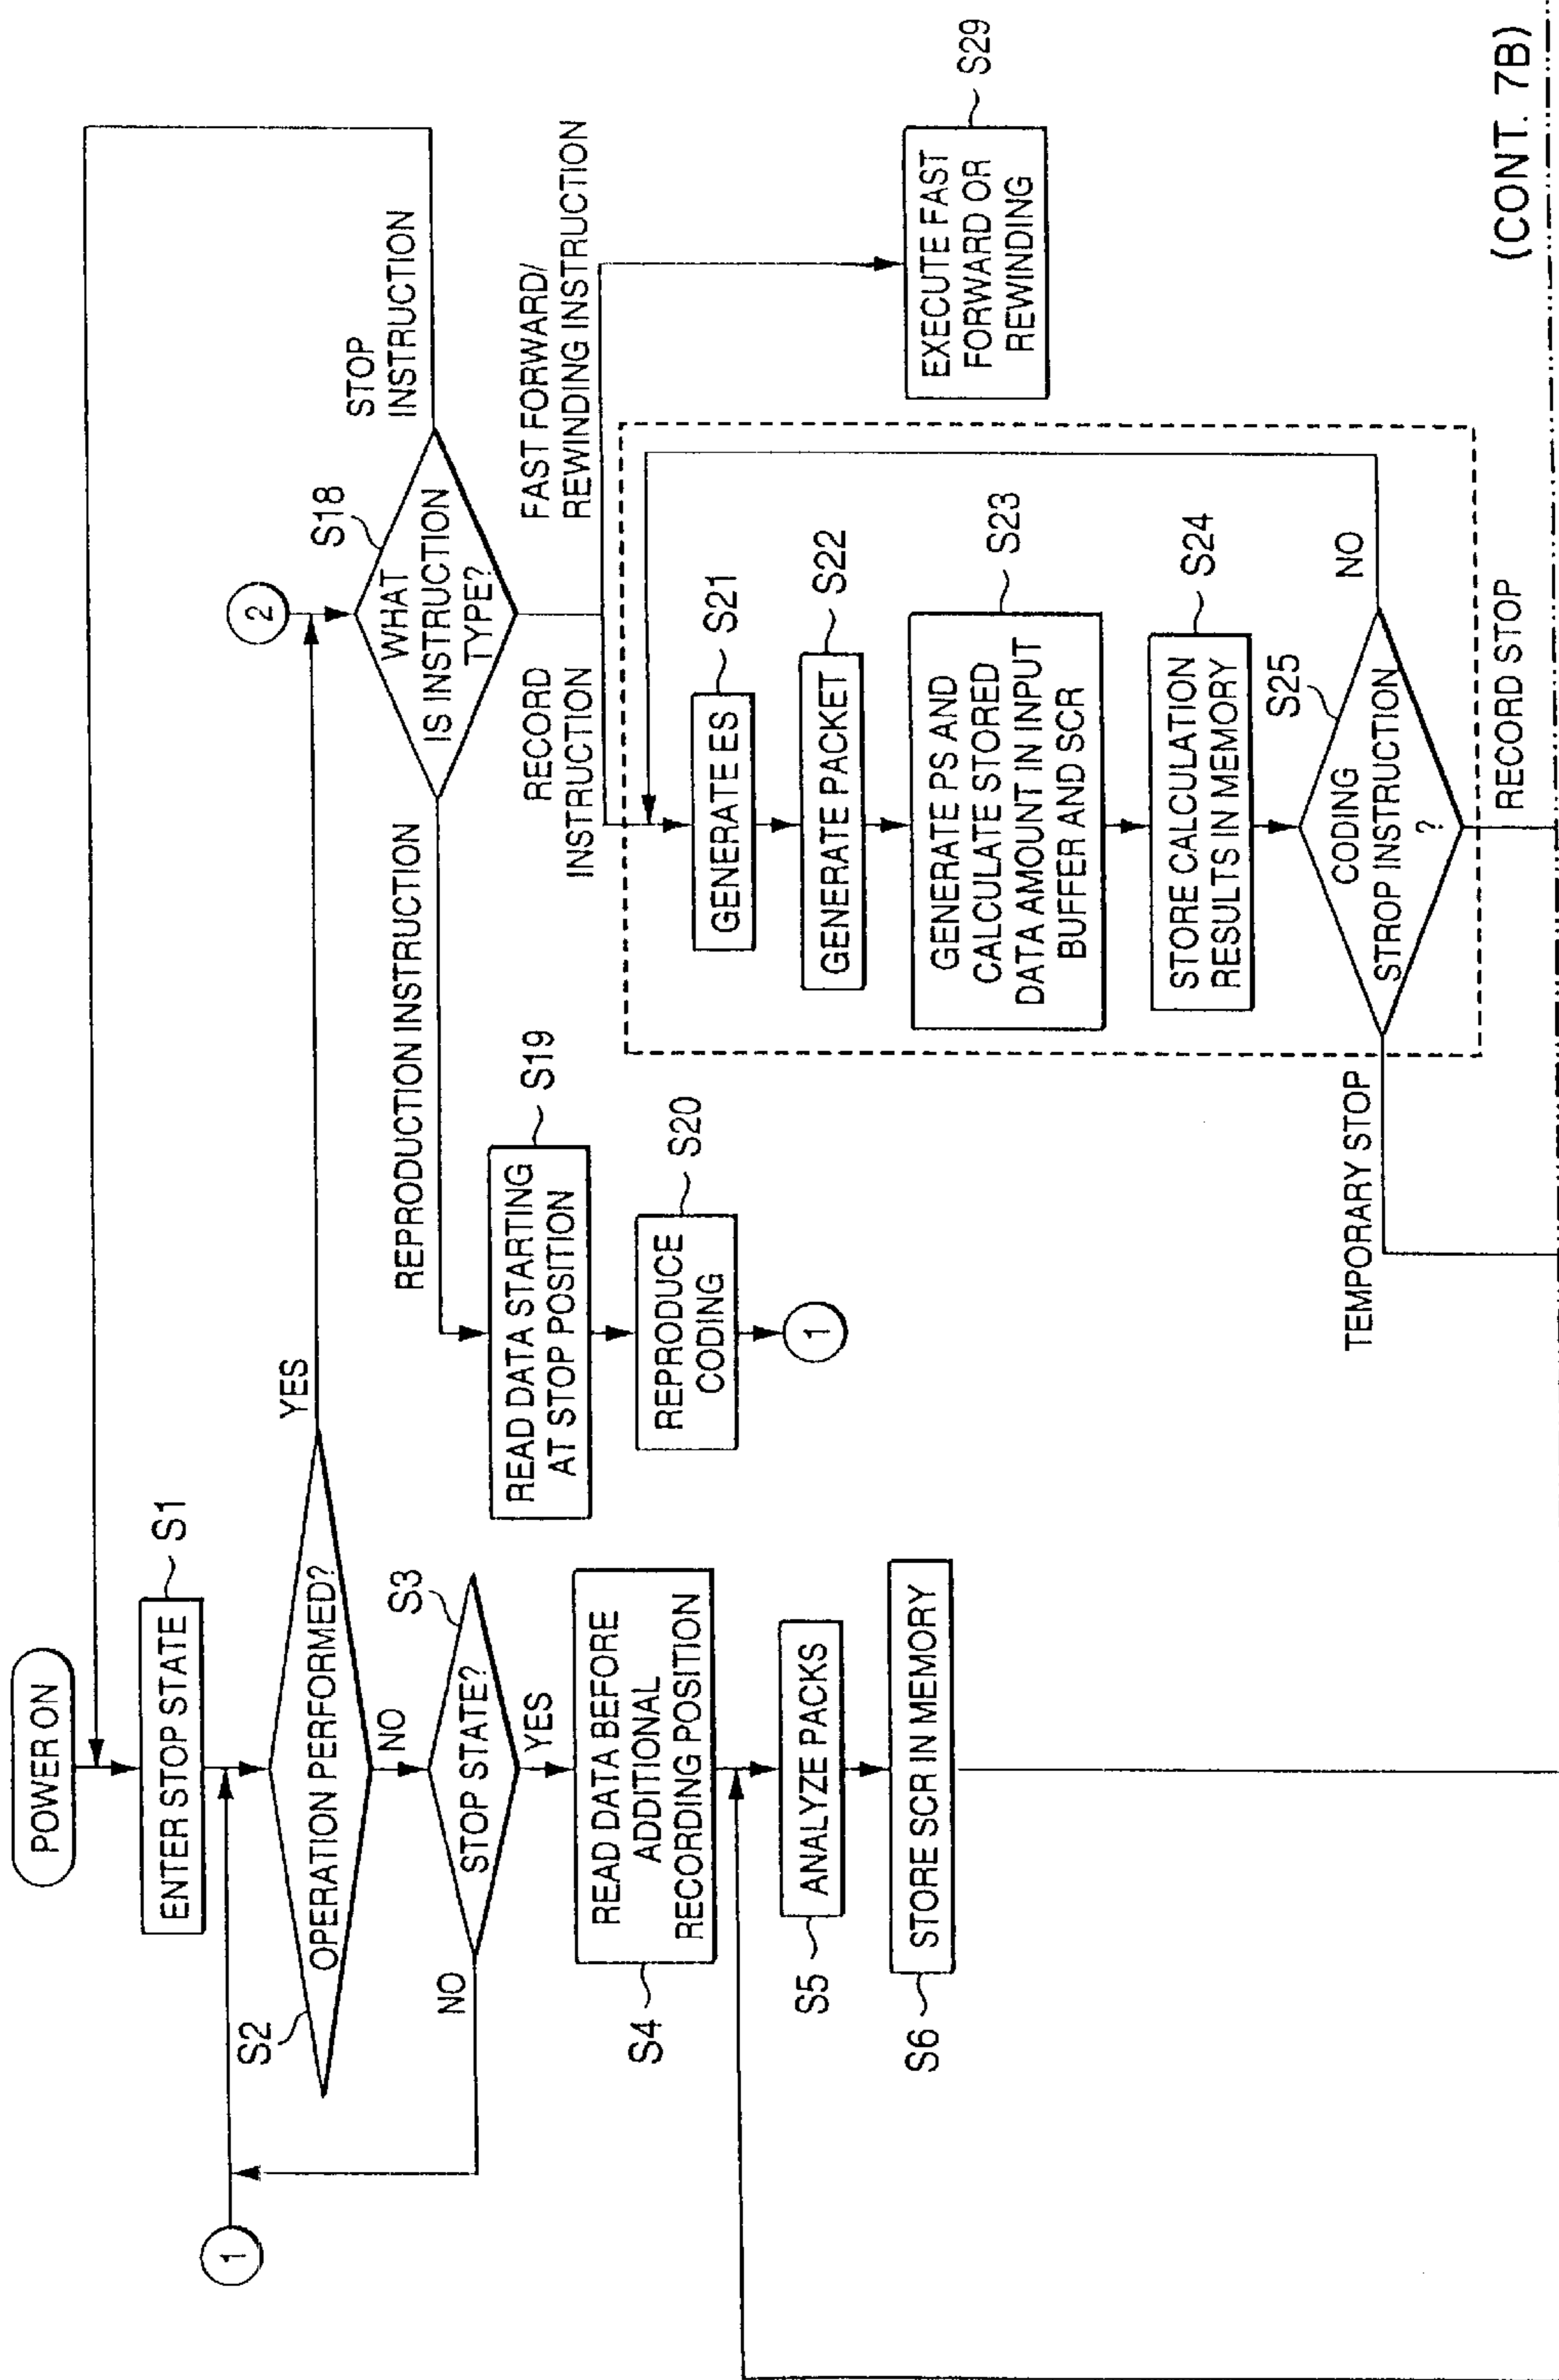 POWER ON
ENTER STOP STATE
S1
1
S2
OPERATION PERFORMED?
YES
NO
S3
STOP STATE?
NO
YES
S4
READ DATA BEFORE
ADDITIONAL
RECORDING POSITION
S5
ANALYZE PACKS
S6
STORE SCR IN MEMORY
2
S18
WHAT
IS INSTRUCTION
TYPE?
STOP
INSTRUCTION
REPRODUCTION INSTRUCTION
RECORD
INSTRUCTION
FAST FORWARD/
REWINDING INSTRUCTION
READ DATA STARTING
AT STOP POSITION
S19
REPRODUCE
CODING
S20
1
GENERATE ES
S21
GENERATE PACKET
S22
GENERATE PS AND
CALCULATE STORED
DATA AMOUNT IN INPUT
BUFFER AND SCR
S23
STORE CALCULATION
RESULTS IN MEMORY
S24
S25
CODING
STROP INSTRUCTION
?
NO
TEMPORARY STOP
RECORD STOP
EXECUTE FAST
FORWARD OR
REWINDING
S29
(CONT. 7B)